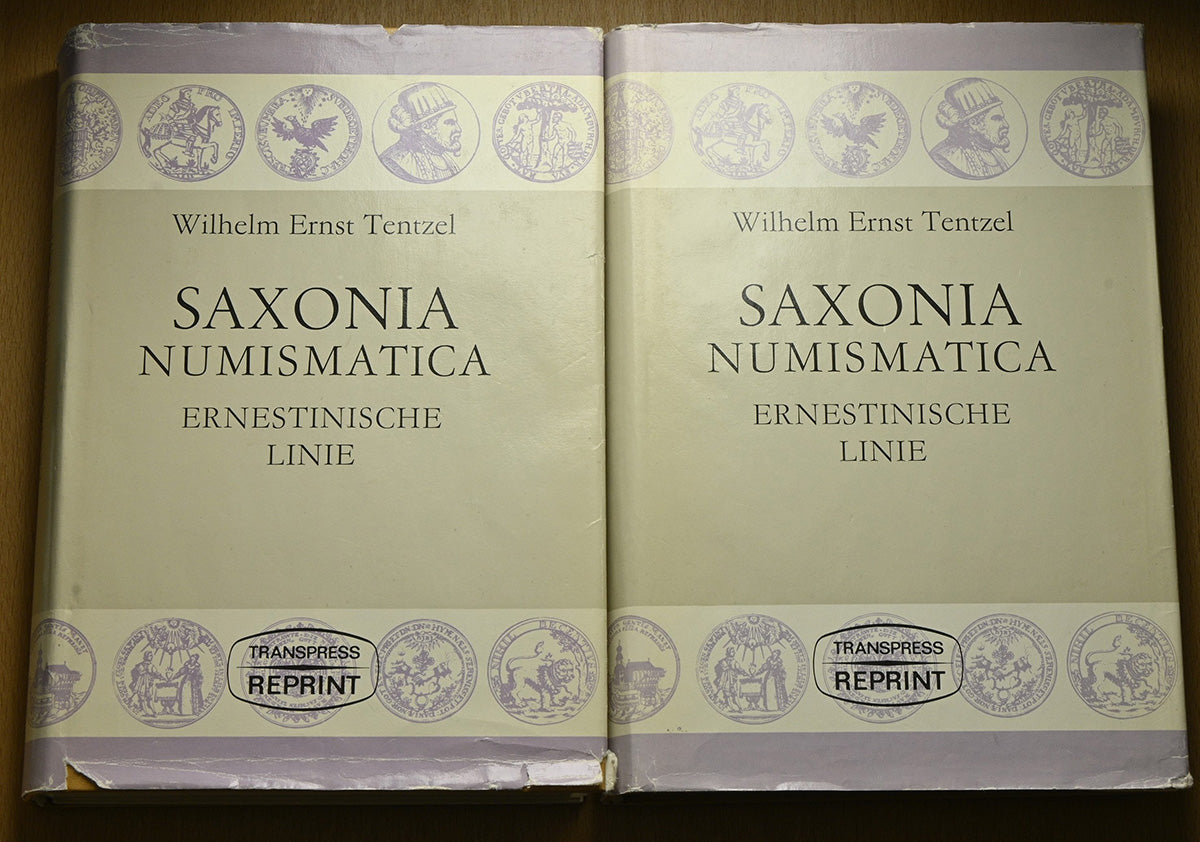 Wilhelm Ernst Tentzel
SAXONIA
NUMISMATICA
ERNESTINISCHE
LINIE
TRANSPRESS
REPRINT
Wilhelm Ernst Tentzel
SAXONIA
NUMISMATICA
ERNESTINISCHE
LINIE
TRANSPRESS
REPRINT